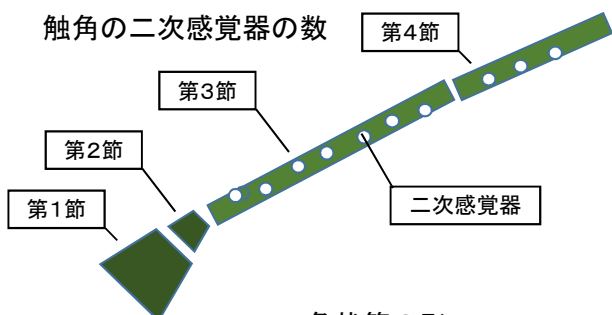 触角の二次感覚器の数
第4節
第3節
第2節
第1節
二次感覚器